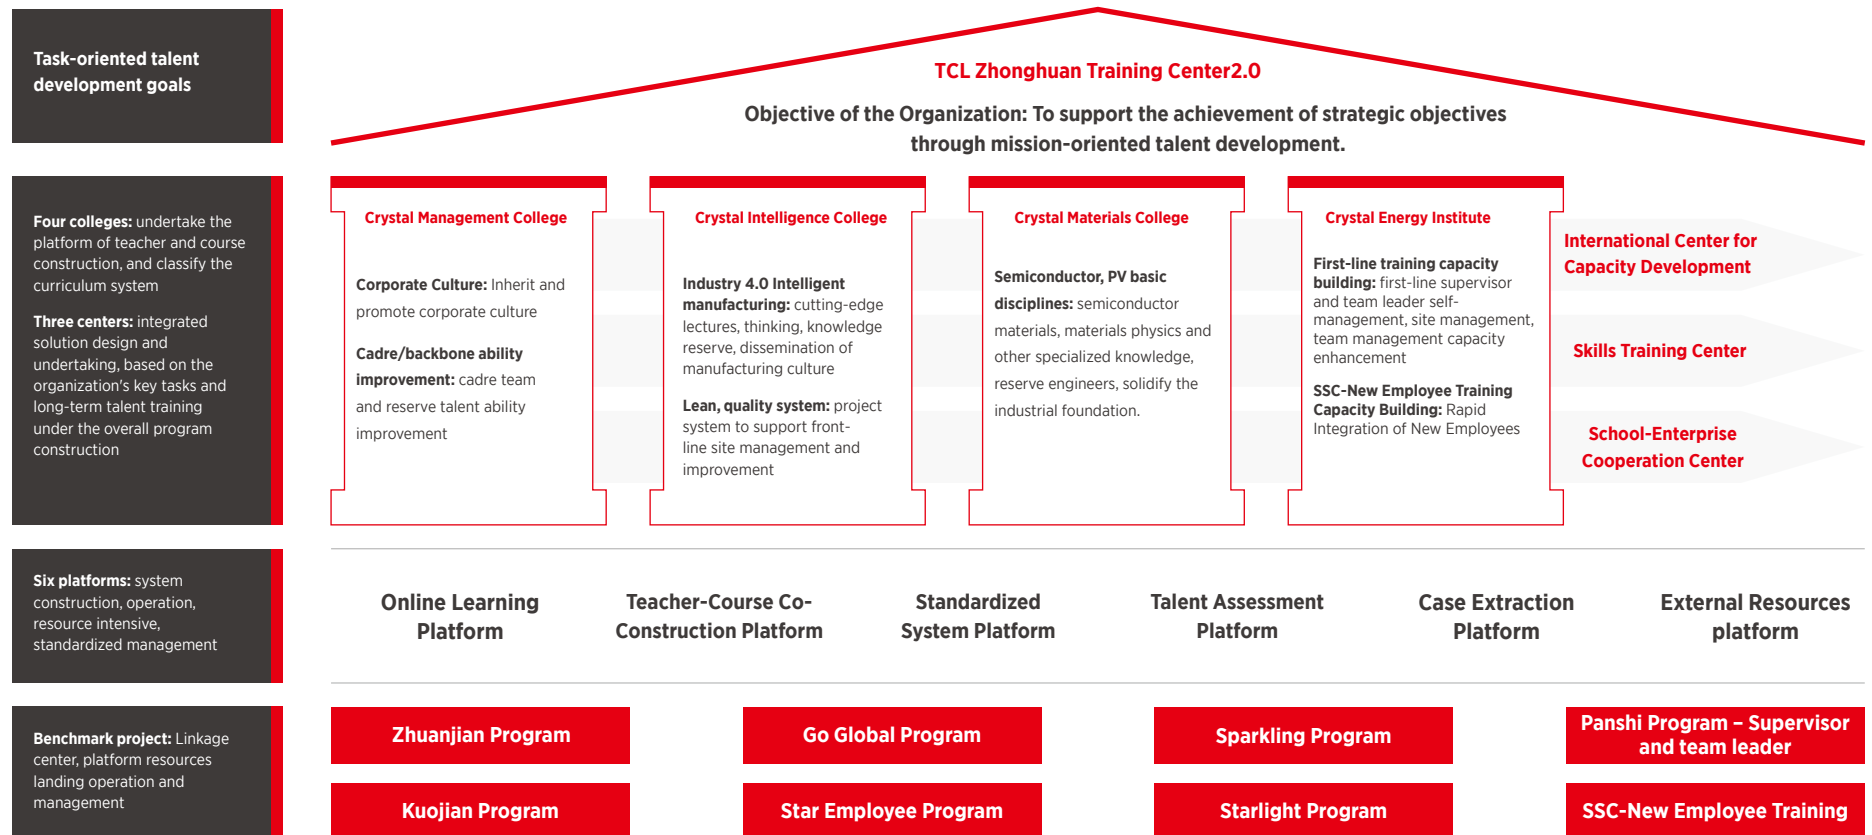 Task-oriented talent
development goals
TCL Zhonghuan Training Center2.0
Objective of the Organization: To support the achievement of strategic objectives
through mission-oriented talent development.
Four colleges: undertake the
platform of teacher and course
construction, and classify the
curriculum system
Three centers: integrated
solution design and
undertaking, based on the
organization's key tasks and
long-term talent training
under the overall program
construction
Crystal Management College
Corporate Culture: Inherit and
promote corporate culture
Cadre/backbone ability
improvement: cadre team
and reserve talent ability
improvement
Crystal Intelligence College
Industry 4.0 Intelligent
manufacturing: cutting-edge
lectures, thinking, knowledge
reserve, dissemination of
manufacturing culture
Lean, quality system: project
system to support front-
line site management and
improvement
Crystal Materials College
Semiconductor, PV basic
disciplines: semiconductor
materials, materials physics and
other specialized knowledge,
reserve engineers, solidify the
industrial foundation.
Crystal Energy Institute
First-line training capacity
building: first-line supervisor
and team leader self-
management, site management,
team management capacity
enhancement
SSC-New Employee Training
Capacity Building: Rapid
Integration of New Employees
International Center for
Capacity Development
Skills Training Center
School-Enterprise
Cooperation Center
Six platforms: system
construction, operation,
resource intensive,
standardized management
Online Learning
Platform
Teacher-Course Co-
Construction Platform
Standardized
System Platform
Talent Assessment
Platform
Case Extraction
Platform
External Resources
platform
Benchmark project: Linkage
center, platform resources
landing operation and
management
Zhuanjian Program
Go Global Program
Sparkling Program
Panshi Program – Supervisor
and team leader
Kuojian Program
Star Employee Program
Starlight Program
SSC-New Employee Training